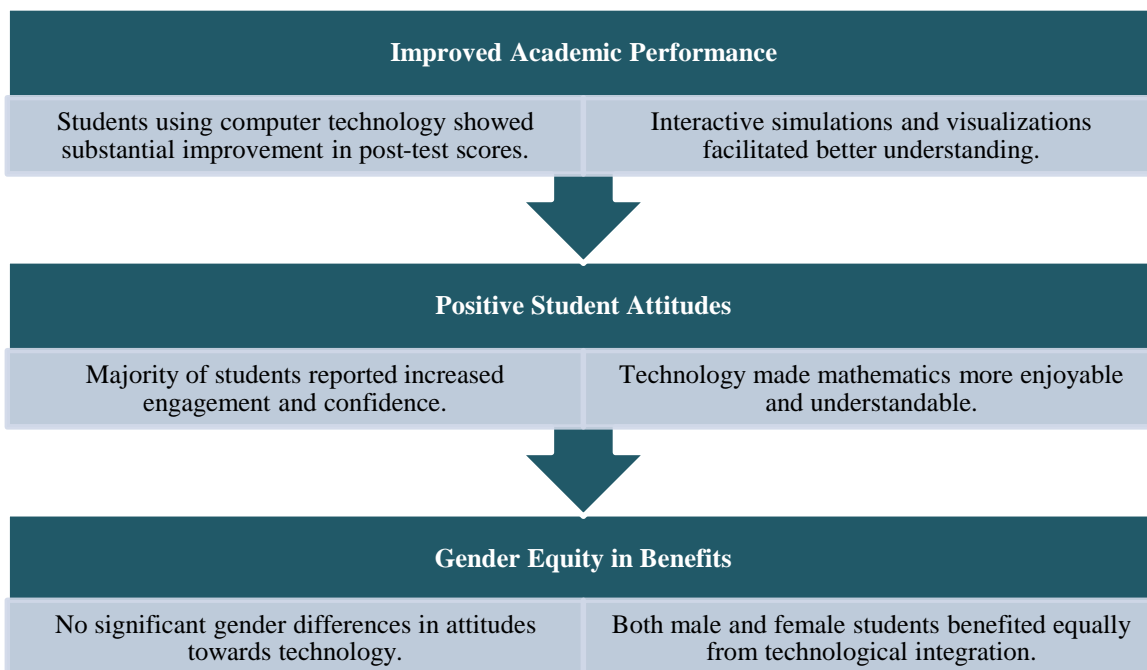 Improved Academic Performance
Students using computer technology showed
substantial improvement in post-test scores.
Interactive simulations and visualizations
facilitated better understanding.
Positive Student Attitudes
Majority of students reported increased
engagement and confidence.
Technology made mathematics more enjoyable
and understandable.
Gender Equity in Benefits
No significant gender differences in attitudes
towards technology.
Both male and female students benefited equally
from technological integration.